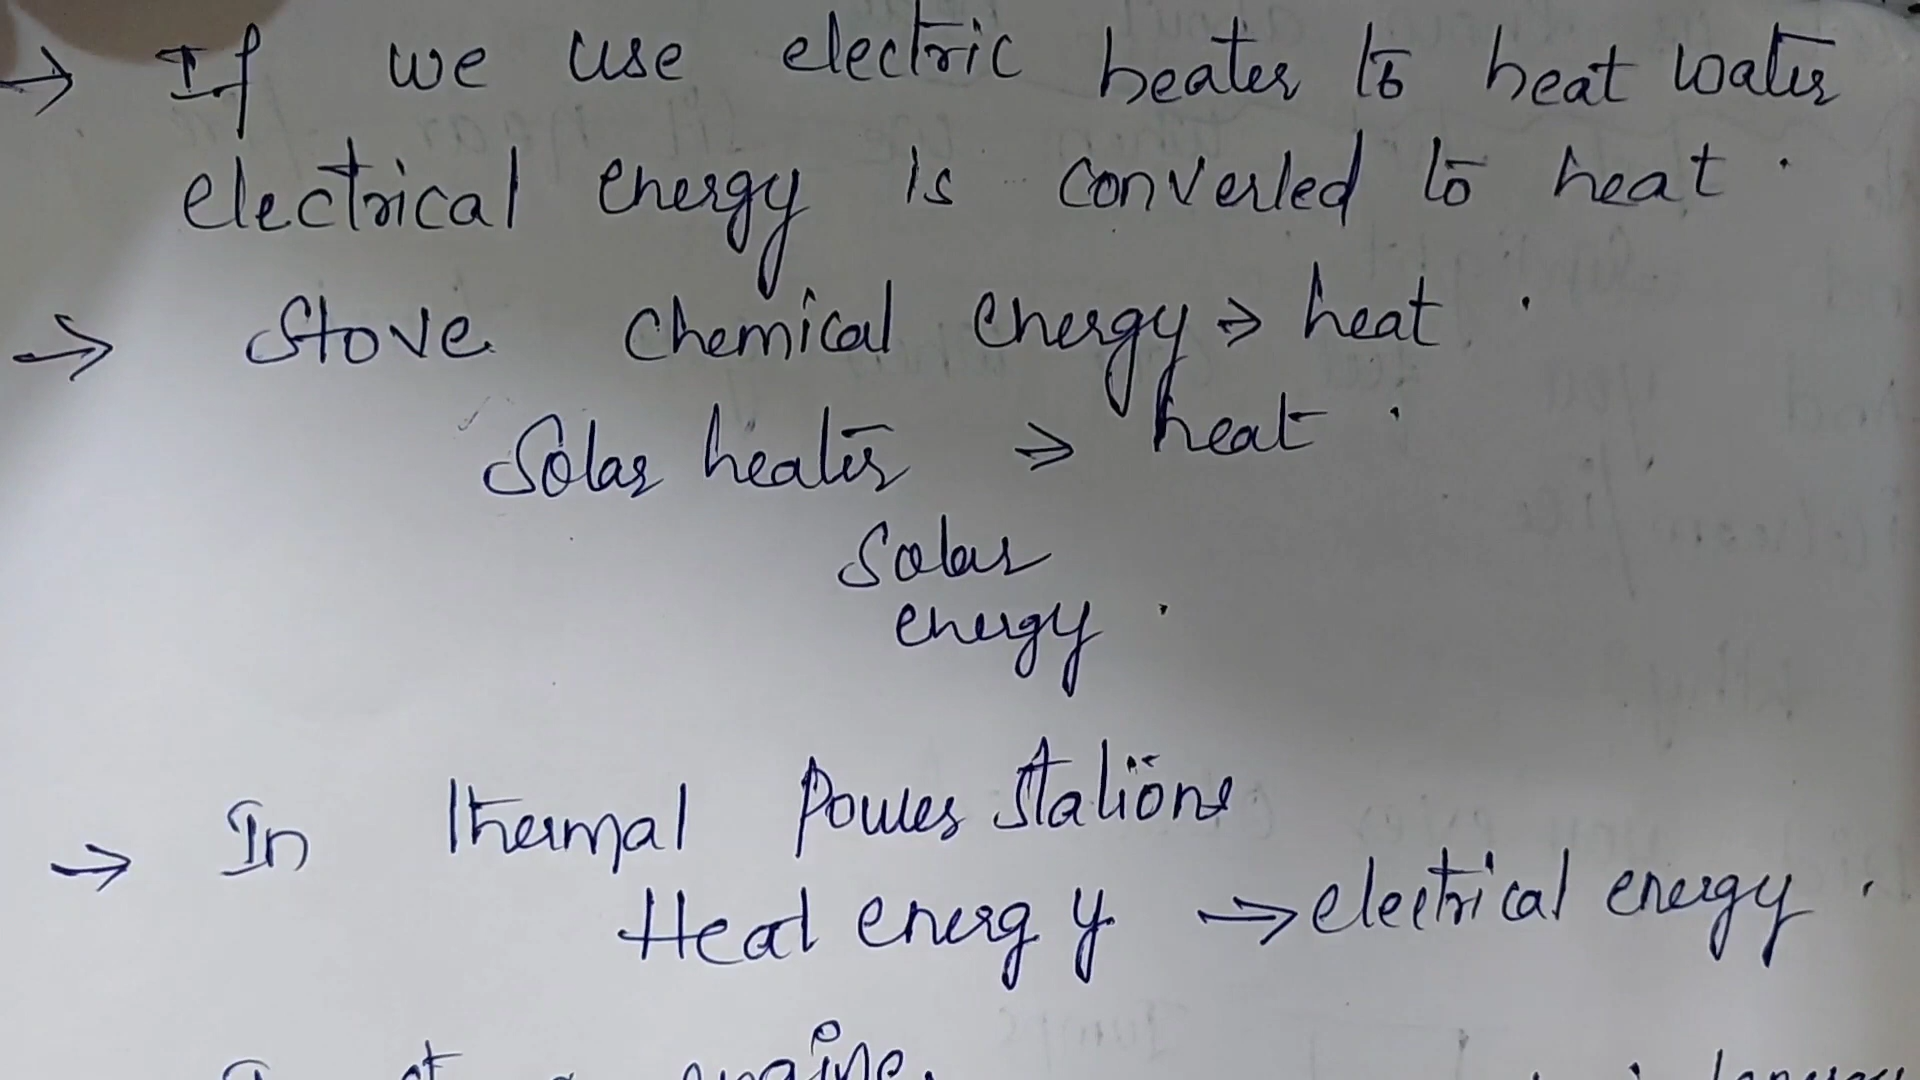 → If we use electric heater to heat water
electrical energy is converted to heat.
→ Stove chemical energy ⇒ heat.
Solar heater ⇒ heat.
Solar
energy.
→ In thermal Power Stations
Heat energy → electrical energy.
engine.